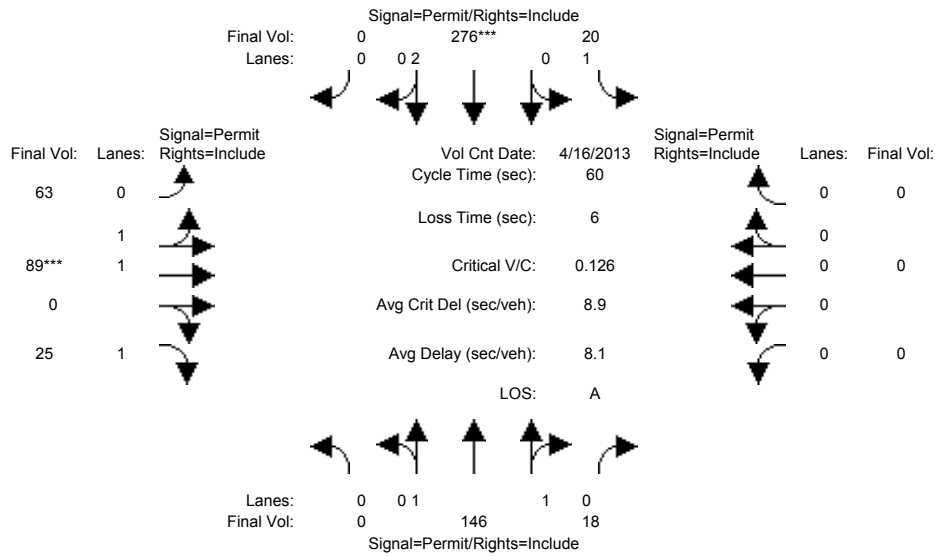 Signal=Permit/Rights=Include
Final Vol: 0 276*** 20
Lanes: 0 0 2 0 1
Signal=Permit Signal=Permit
Final Vol: Lanes: Rights=Include Vol Cnt Date: 4/16/2013 Rights=Include Lanes: Final Vol:
Cycle Time (sec): 60
63 0 0 0
Loss Time (sec): 6
1 0
89*** 1 Critical V/C: 0.126 0 0
0 Avg Crit Del (sec/veh): 8.9 0
25 1 Avg Delay (sec/veh): 8.1 0 0
LOS: A
Lanes: 0 0 1 1 0
Final Vol: 0 146 18
Signal=Permit/Rights=Include